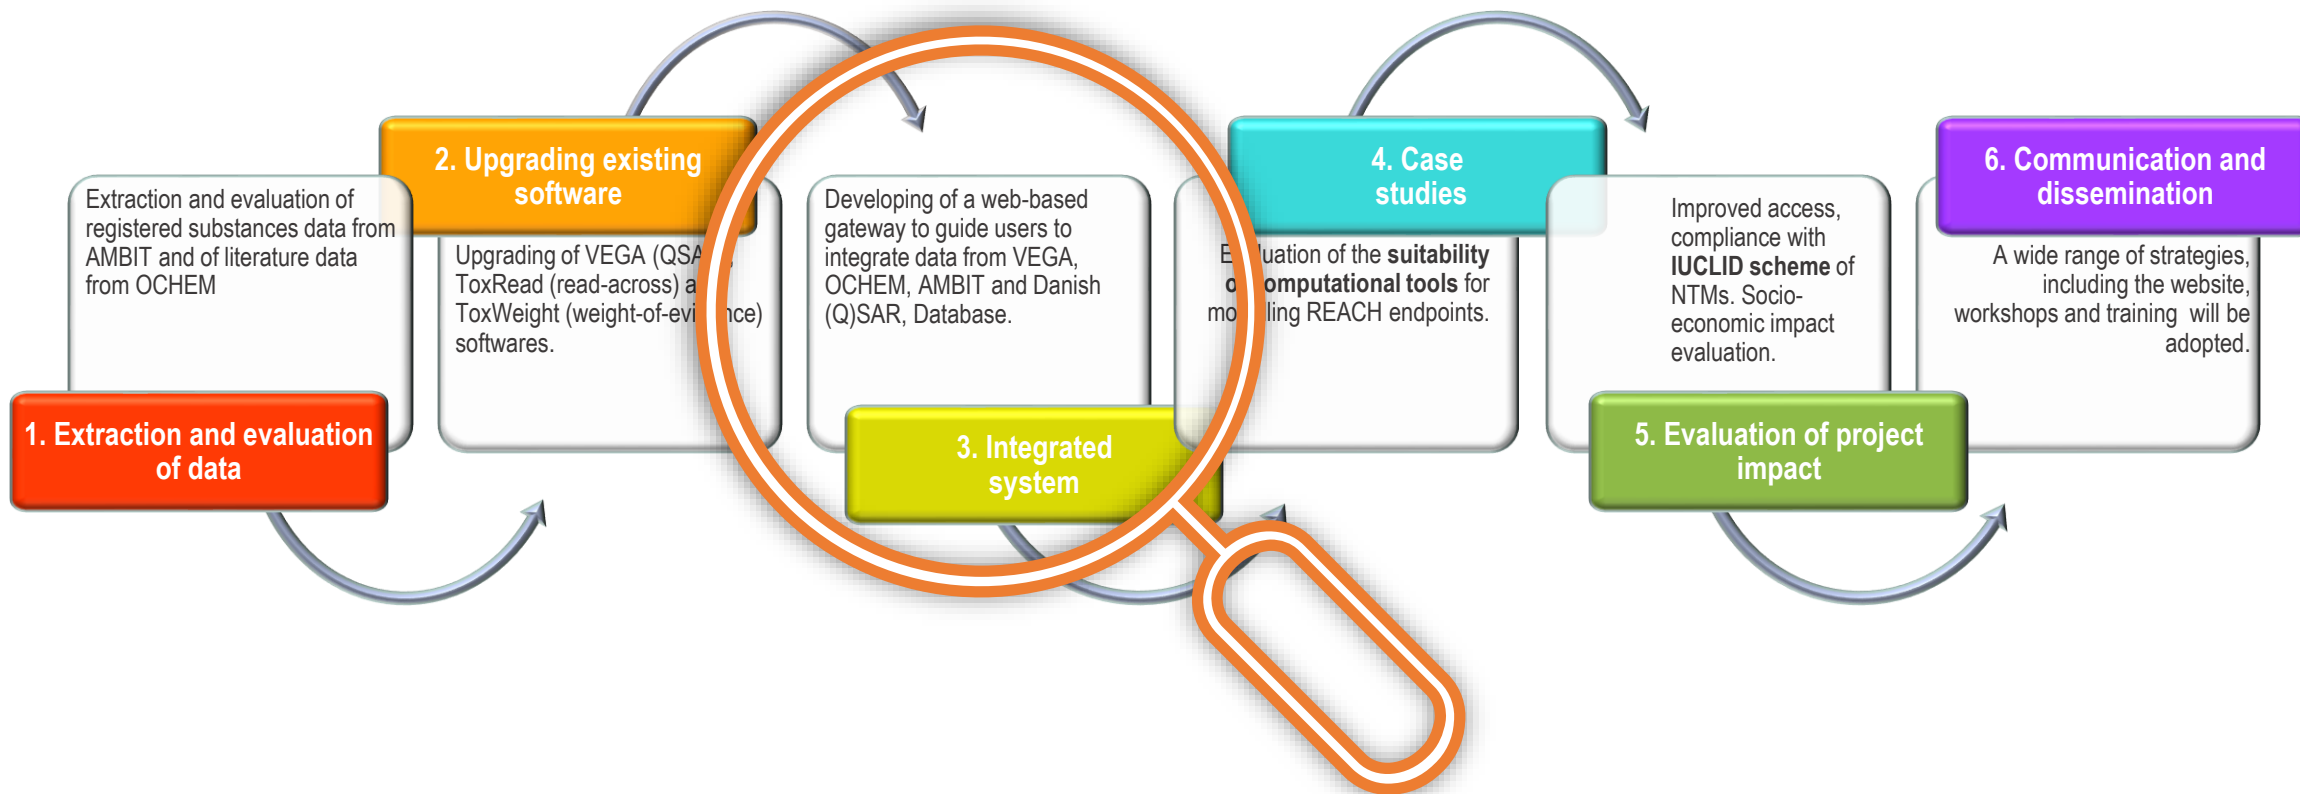 Extraction and evaluation of
registered substances data from
AMBIT and of literature data
from OCHEM
1. Extraction and evaluation
of data
2. Upgrading existing
software
Upgrading of VEGA (QSA
ToxRead (read-across) a
ToxWeight (weight-of-evidence)
softwares.
Developing of a web-based
gateway to guide users to
integrate data from VEGA,
OCHEM, AMBIT and Danish
(Q)SAR, Database.
3. Integrated
system
4. Case
studies
Evaluation of the suitability
of computational tools for
modelling REACH endpoints.
Improved access,
compliance with
IUCLID scheme of
NTMs. Socio-
economic impact
evaluation.
5. Evaluation of project
impact
6. Communication and
dissemination
A wide range of strategies,
including the website,
workshops and training will be
adopted.